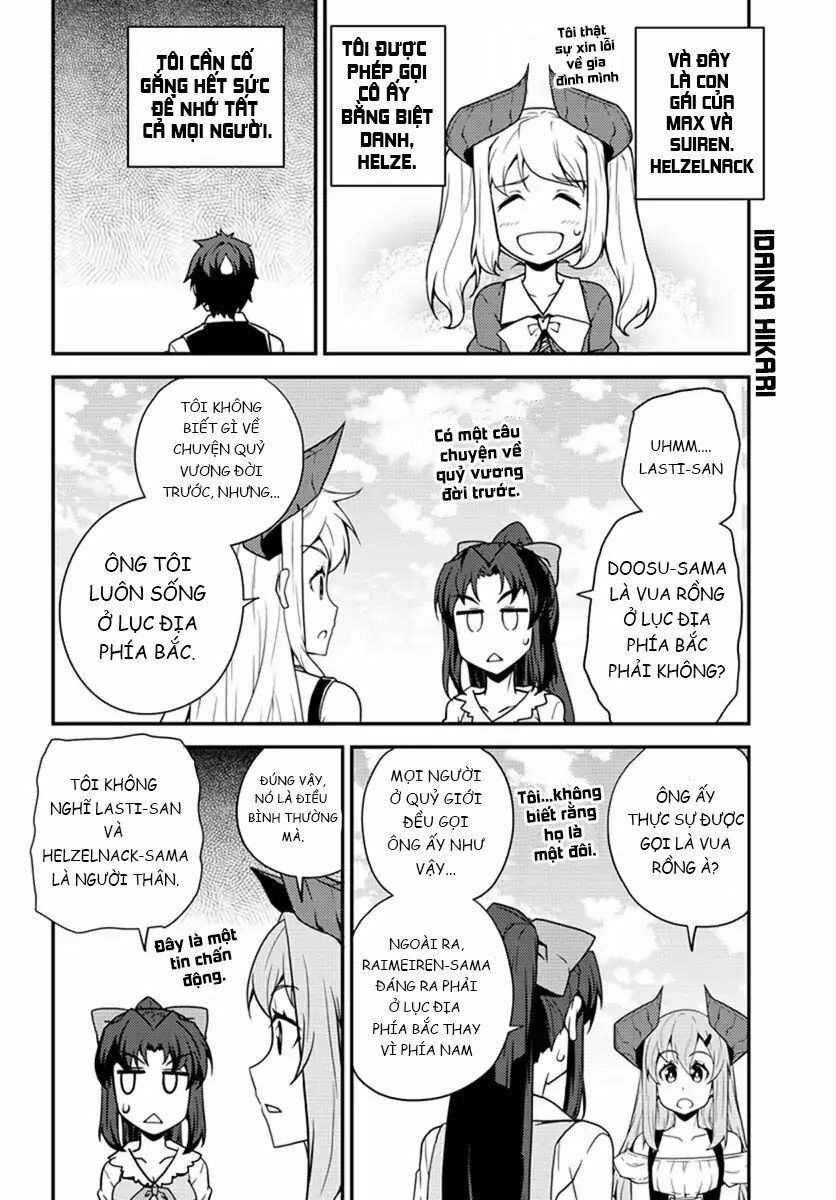 VÀ ĐÂY
LÀ CON
GÁI CỦA
MAX VÀ
SUIREN.
HELZELNACK
Tôi thật
sự xin lỗi
về gia
đình mình
TÔI ĐƯỢC
PHÉP GỌI
CÔ ẤY
BẰNG BIỆT
DANH,
HELZE.
TÔI CẦN CỐ
GẮNG HẾT SỨC
ĐỂ NHỚ TẤT
CẢ MỌI NGƯỜI.
IDAINA HIKARI
UHMM....
LASTI-SAN
DOOSU-SAMA
LÀ VUA RỒNG
Ở LỤC ĐỊA
PHÍA BẮC
PHẢI KHÔNG?
Có một câu
chuyện về
quỷ vương
đời trước.
TÔI KHÔNG
BIẾT GÌ VỀ
CHUYỆN QUỶ
VƯƠNG ĐỜI
TRƯỚC, NHƯNG...
ÔNG TÔI
LUÔN SỐNG
Ở LỤC ĐỊA
PHÍA BẮC.
ÔNG ẤY
THỰC SỰ ĐƯỢC
GỌI LÀ VUA
RỒNG À?
Tôi...không
biết rằng
họ là
một đôi.
MỌI NGƯỜI
Ở QUỶ GIỚI
ĐỀU GỌI
ÔNG ẤY NHƯ
VẬY...
NGOÀI RA,
RAIMEIREN-SAMA
ĐÁNG RA PHẢI
Ở LỤC ĐỊA
PHÍA BẮC THAY
VÌ PHÍA NAM
ĐÚNG VẬY,
NÓ LÀ ĐIỀU
BÌNH THƯỜNG
MÀ.
TÔI KHÔNG
NGHĨ LASTI-SAN
VÀ
HELZELNACK-SAMA
LÀ NGƯỜI THÂN.
Đây là một
tin chấn
động.